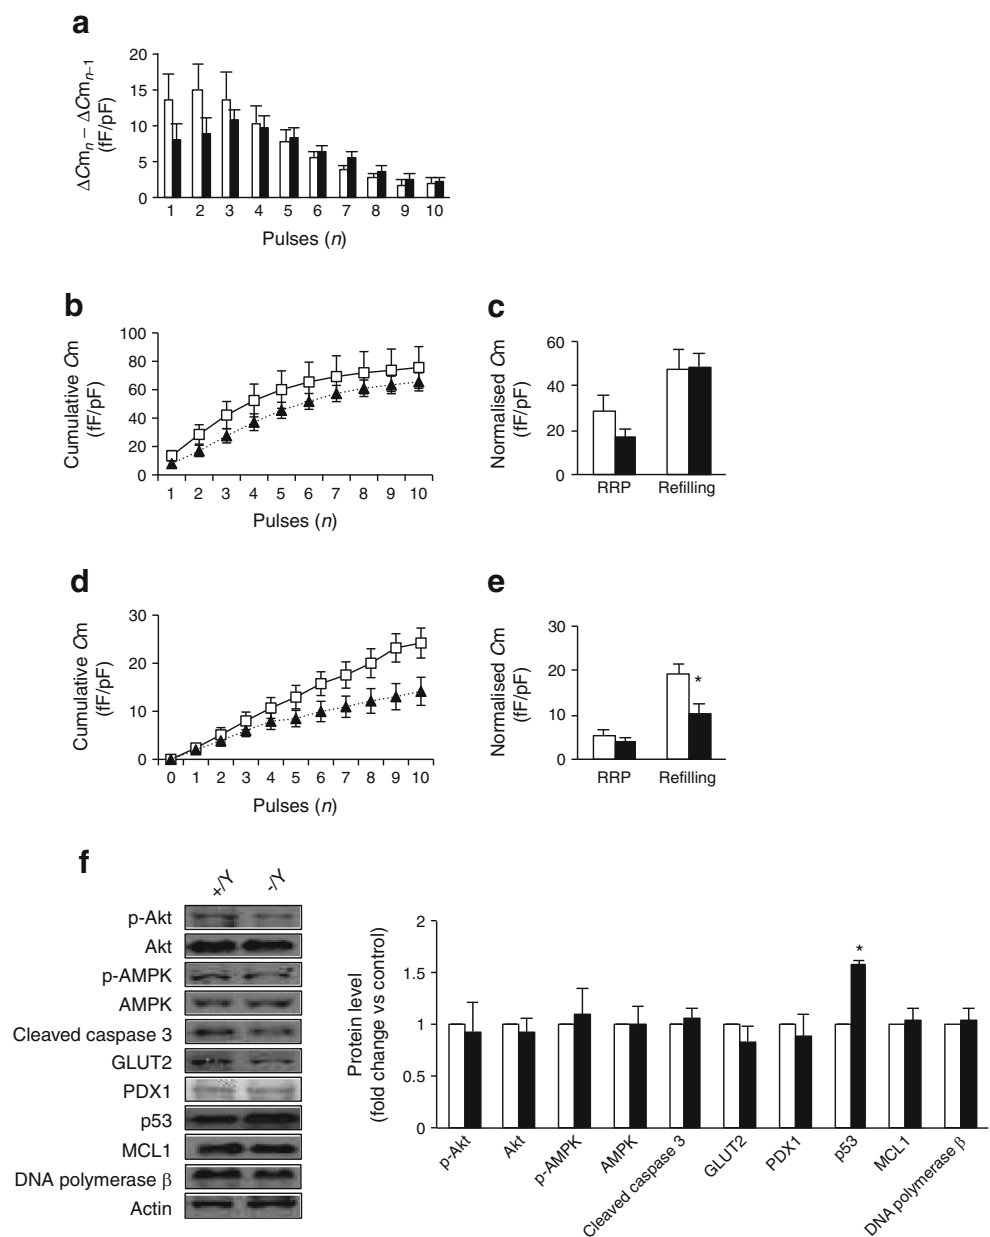 a
ΔCmn – ΔCmn–1
(fF/pF)
20
15
10
5
0
1 2 3 4 5 6 7 8 9 10
Pulses (n)
b
Cumulative Cm
(fF/pF)
100
80
60
40
20
0
1 2 3 4 5 6 7 8 9 10
Pulses (n)
c
Normalised Cm
(fF/pF)
60
40
20
0
RRP Refilling
d
Cumulative Cm
(fF/pF)
30
20
10
0
0 1 2 3 4 5 6 7 8 9 10
Pulses (n)
e
Normalised Cm
(fF/pF)
30
20
10
0
*
RRP Refilling
f
+/Y -/Y
p-Akt
Akt
p-AMPK
AMPK
Cleaved caspase 3
GLUT2
PDX1
p53
MCL1
DNA polymerase β
Actin
Protein level
(fold change vs control)
2
1.5
1
0.5
0
*
p-Akt
Akt
p-AMPK
AMPK
Cleaved caspase 3
GLUT2
PDX1
p53
MCL1
DNA polymerase β